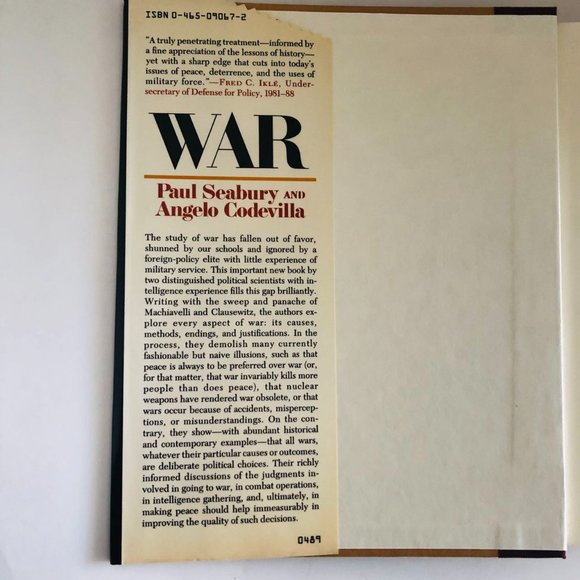 ISBN 0-465-09067-2
“A truly penetrating treatment—informed by
a fine appreciation of the lessons of history—
yet with a sharp edge that cuts into today's
issues of peace, deterrence, and the uses of
military force.”—FRED C. IKLÉ, Under-
secretary of Defense for Policy, 1981–88
WAR
Paul Seabury AND
Angelo Codevilla
The study of war has fallen out of favor,
shunned by our schools and ignored by a
foreign-policy elite with little experience of
military service. This important new book by
two distinguished political scientists with in-
telligence experience fills this gap brilliantly.
Writing with the sweep and panache of
Machiavelli and Clausewitz, the authors ex-
plore every aspect of war: its causes,
methods, endings, and justifications. In
the process, they demolish many currently
fashionable but naive illusions, such as that
peace is always to be preferred over war (or,
for that matter, that war invariably kills more
people than does peace), that nuclear
weapons have rendered war obsolete, or that
wars occur because of accidents, mispercep-
tions, or misunderstandings. On the con-
trary, they show—with abundant historical
and contemporary examples—that all wars,
whatever their particular causes or outcomes,
are deliberate political choices. Their richly
informed discussions of the judgments in-
volved in going to war, in combat operations,
in intelligence gathering, and, ultimately, in
making peace should help immeasurably in
improving the quality of such decisions.
0489